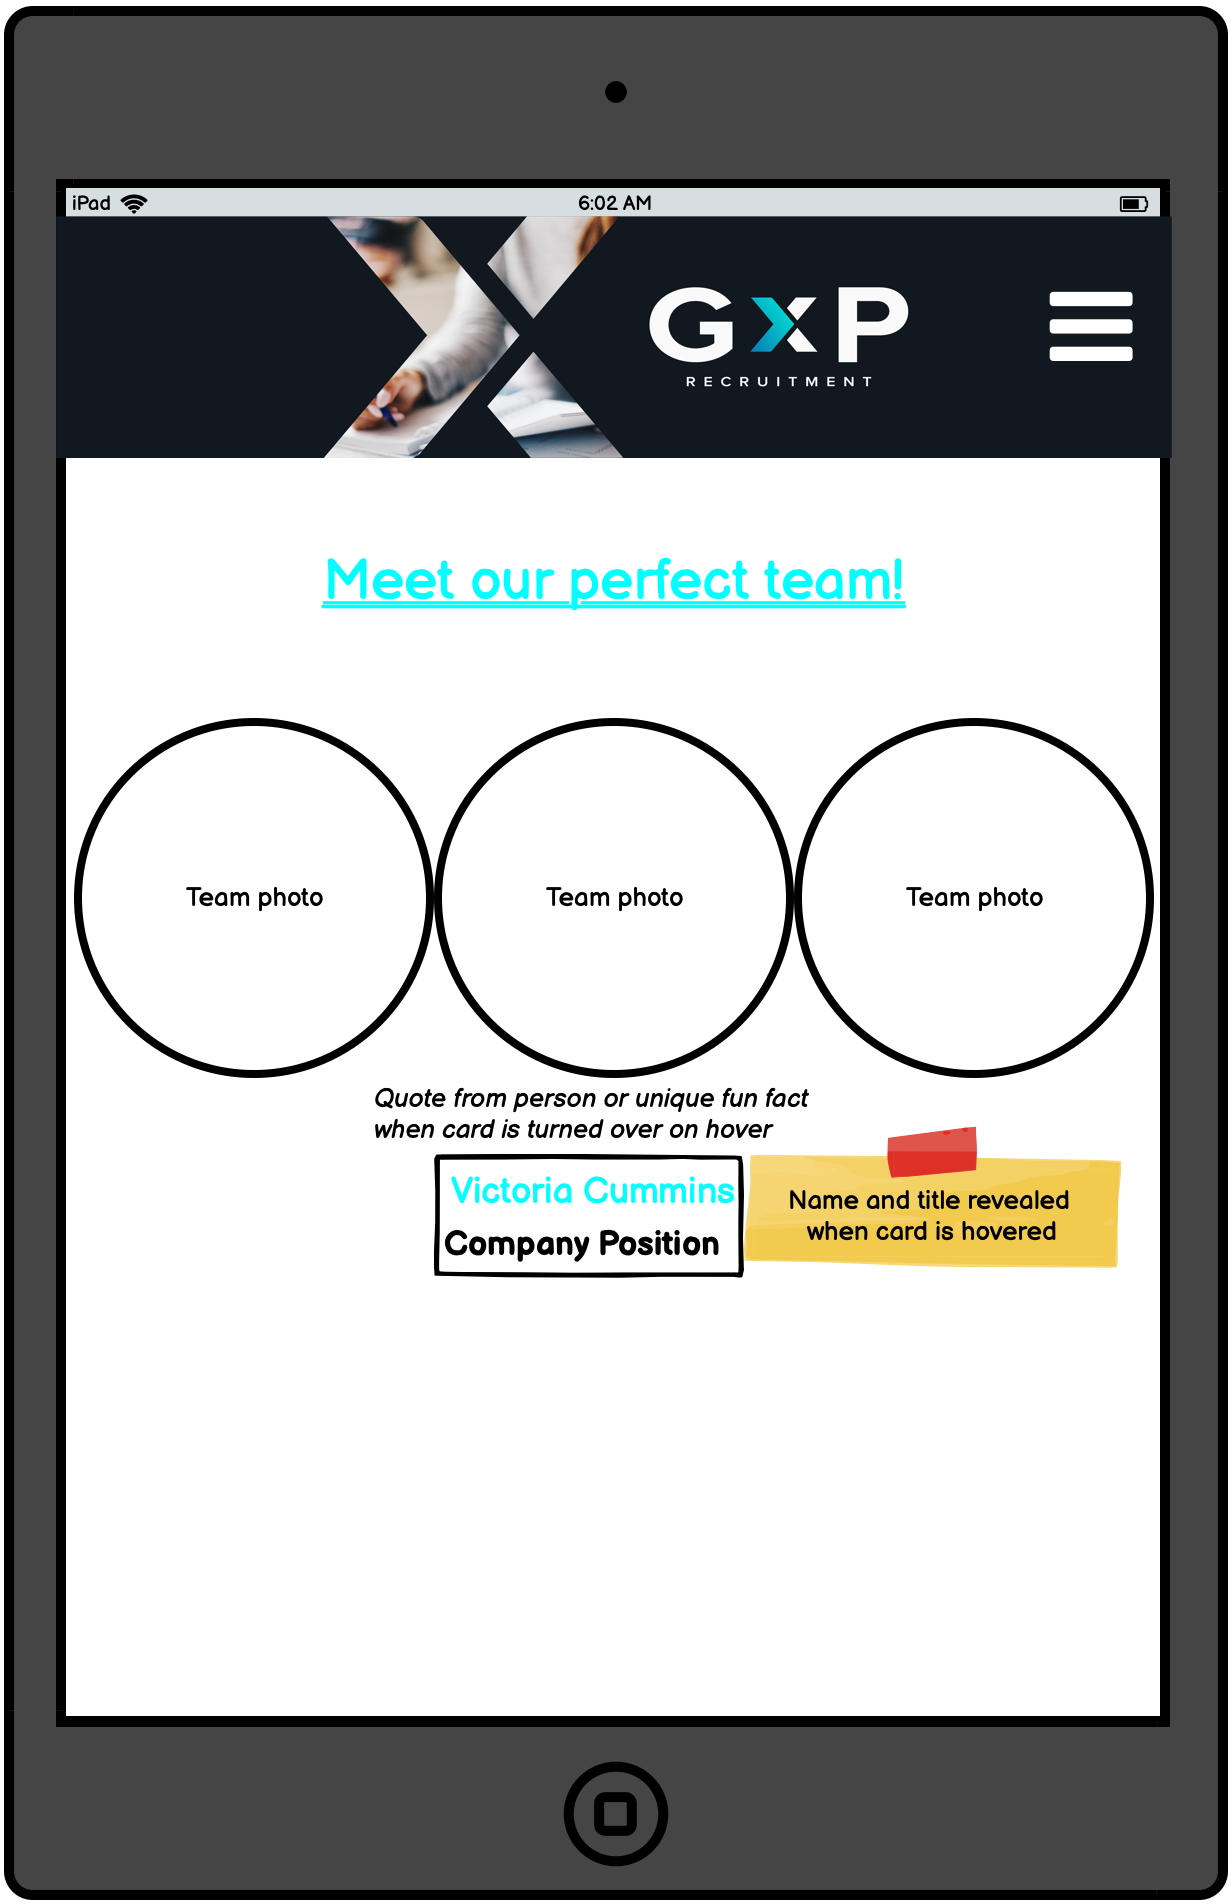 iPad 6:02 AM
GXP
RECRUITMENT
Meet our perfect team!
Team photo Team photo Team photo
Quote from person or unique fun fact
when card is turned over on hover
Victoria Cummins
Company Position
Name and title revealed
when card is hovered